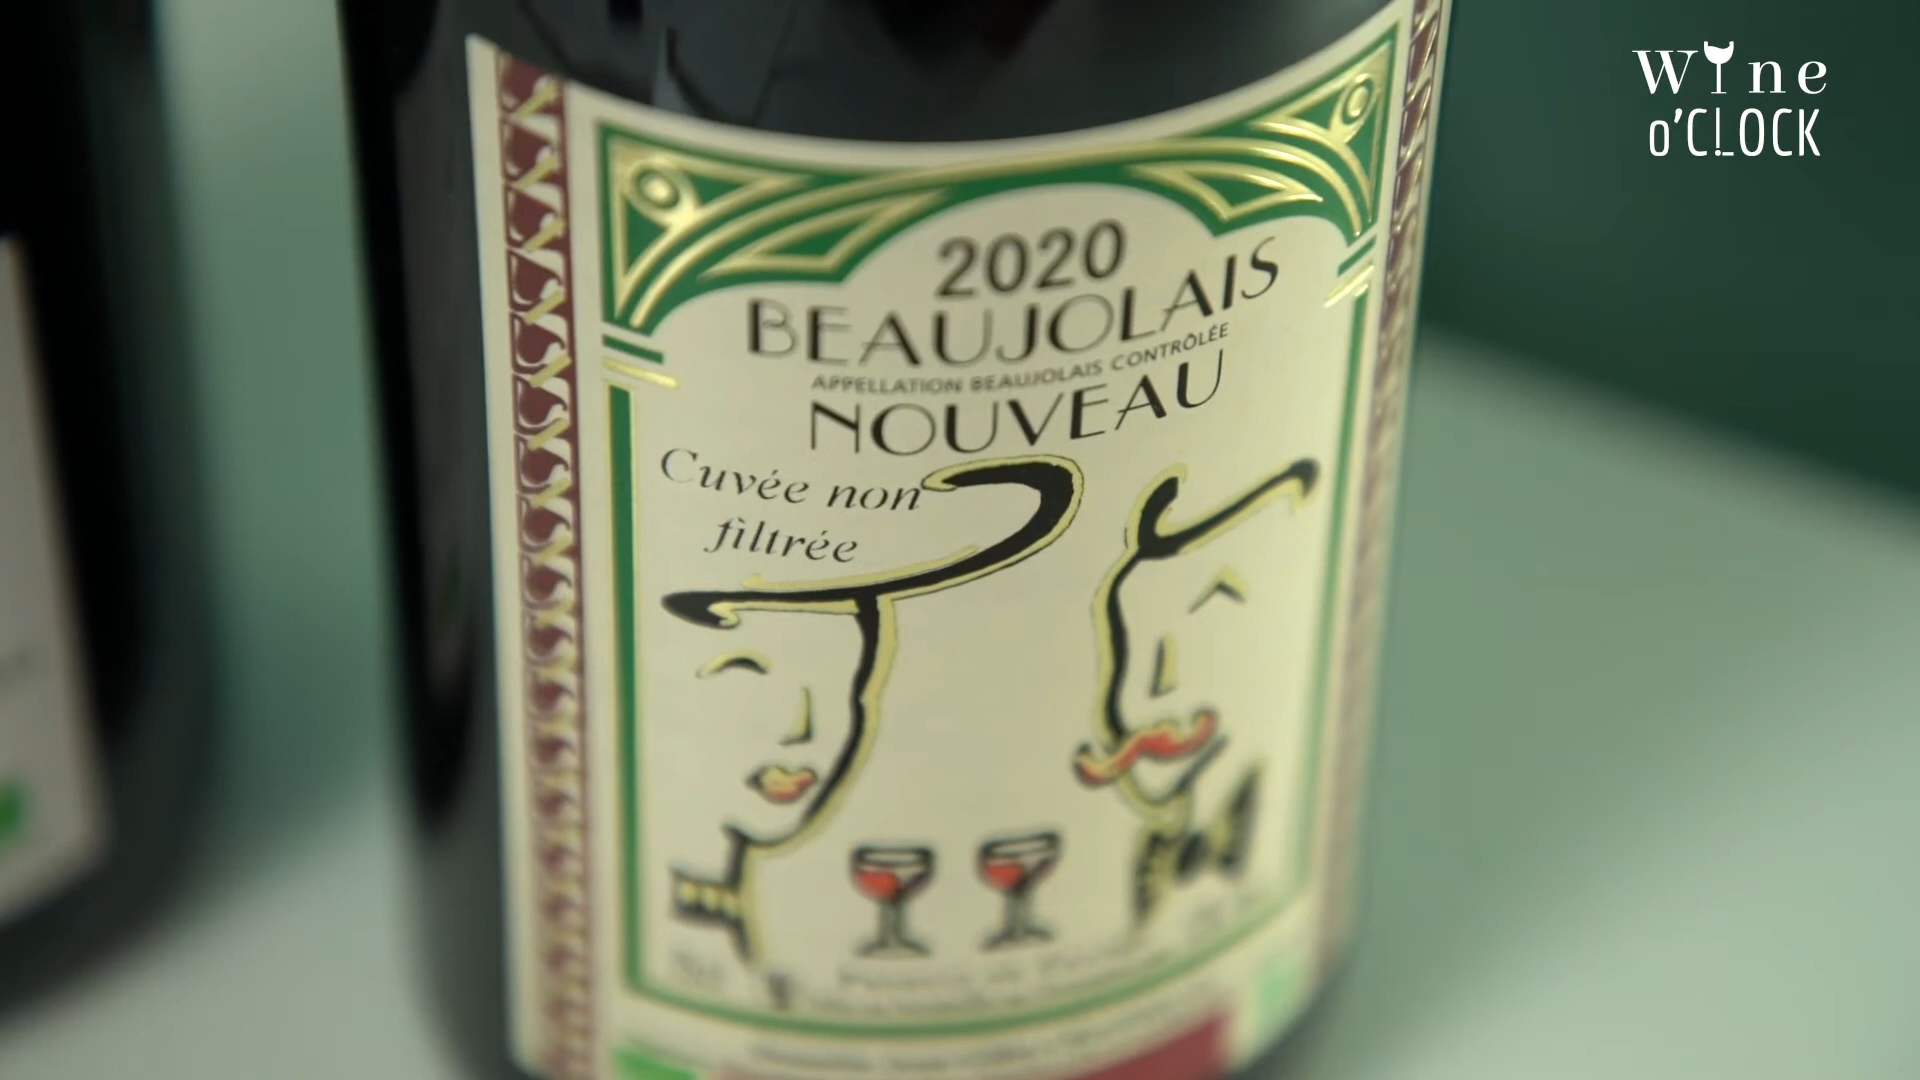 Wine
o'CLOCK
2020
BEAUJOLAIS
APPELLATION BEAUJOLAIS CONTRÔLÉE
NOUVEAU
Cuvée non
filtrée